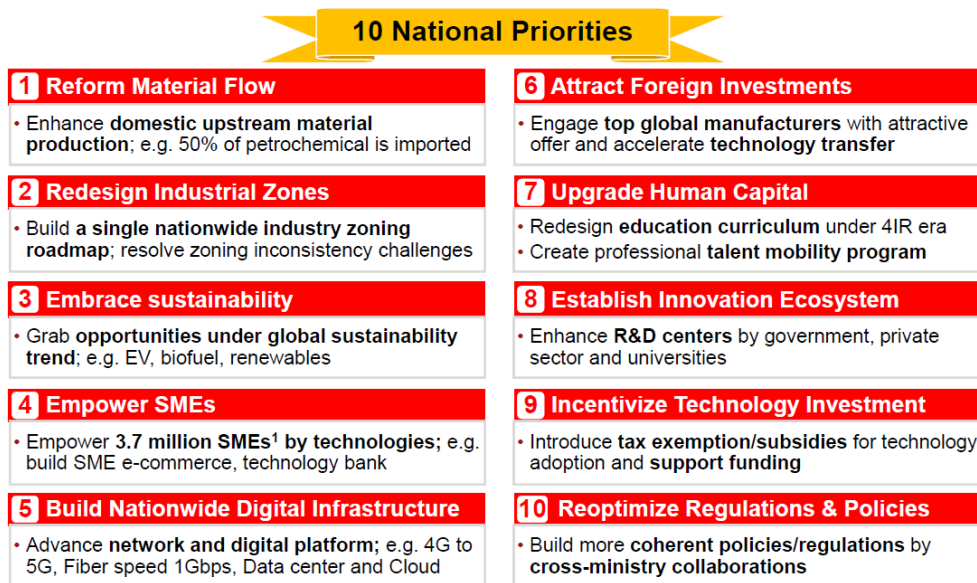 10 National Priorities
1 Reform Material Flow
• Enhance domestic upstream material
production; e.g. 50% of petrochemical is imported
2 Redesign Industrial Zones
• Build a single nationwide industry zoning
roadmap; resolve zoning inconsistency challenges
3 Embrace sustainability
• Grab opportunities under global sustainability
trend; e.g. EV, biofuel, renewables
4 Empower SMEs
• Empower 3.7 million SMEs¹ by technologies; e.g.
build SME e-commerce, technology bank
5 Build Nationwide Digital Infrastructure
• Advance network and digital platform; e.g. 4G to
5G, Fiber speed 1Gbps, Data center and Cloud
6 Attract Foreign Investments
• Engage top global manufacturers with attractive
offer and accelerate technology transfer
7 Upgrade Human Capital
• Redesign education curriculum under 4IR era
• Create professional talent mobility program
8 Establish Innovation Ecosystem
• Enhance R&D centers by government, private
sector and universities
9 Incentivize Technology Investment
• Introduce tax exemption/subsidies for technology
adoption and support funding
10 Reoptimize Regulations & Policies
• Build more coherent policies/regulations by
cross-ministry collaborations